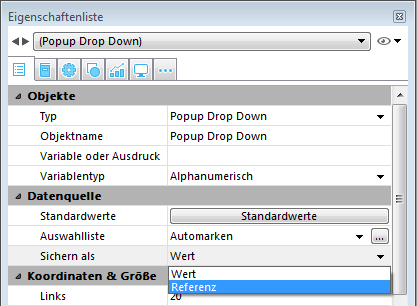 Eigenschaftenliste
(Popup Drop Down)
Objekte
Typ Popup Drop Down
Objektname Popup Drop Down
Variable oder Ausdruck
Variablentyp Alphanumerisch
Datenquelle
Standardwerte Standardwerte
Auswahlliste Automarken ...
Sichern als Wert
Wert
Koordinaten & Größe
Referenz
Links 20